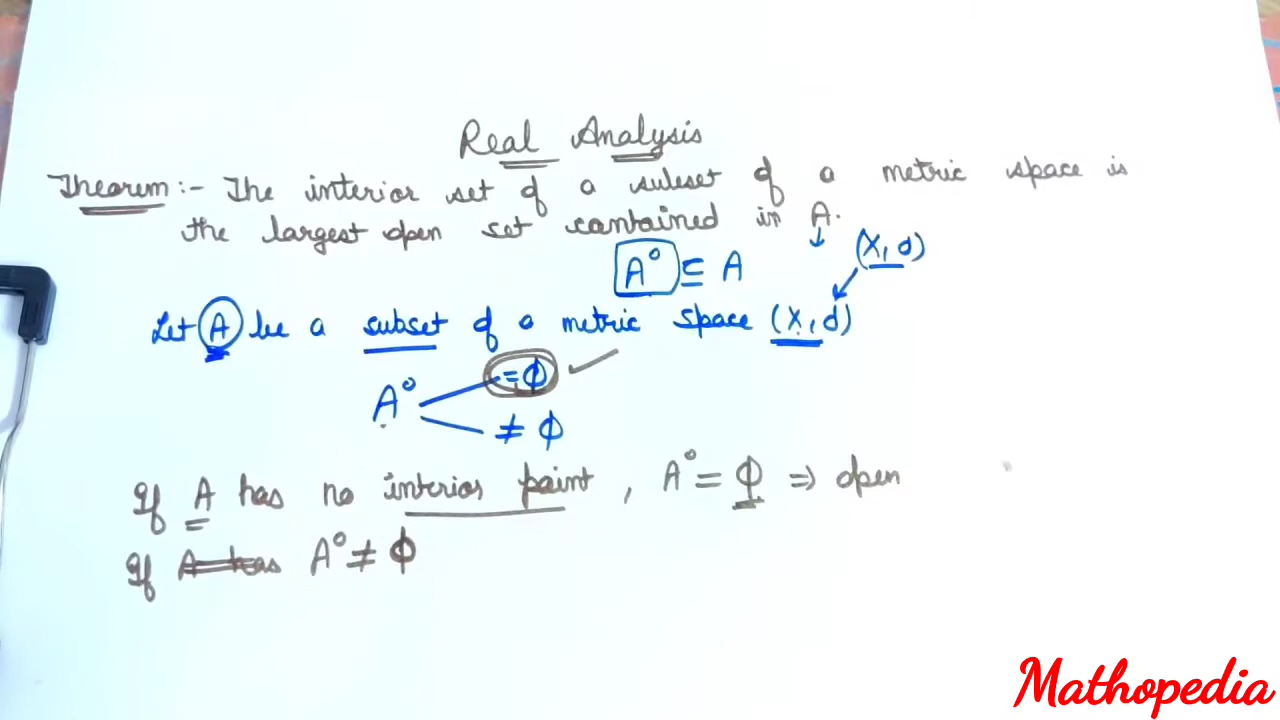 Real Analysis
Theorem:- The interior set of a subset of a metric space is
the largest open set contained in A.
(X, d)
A° ⊆ A
Let A be a subset of a metric space (X, d)
A° = ϕ
≠ ϕ
If A has no interior paint, A° = ϕ ⇒ open
If A has A° ≠ ϕ
Mathopedia